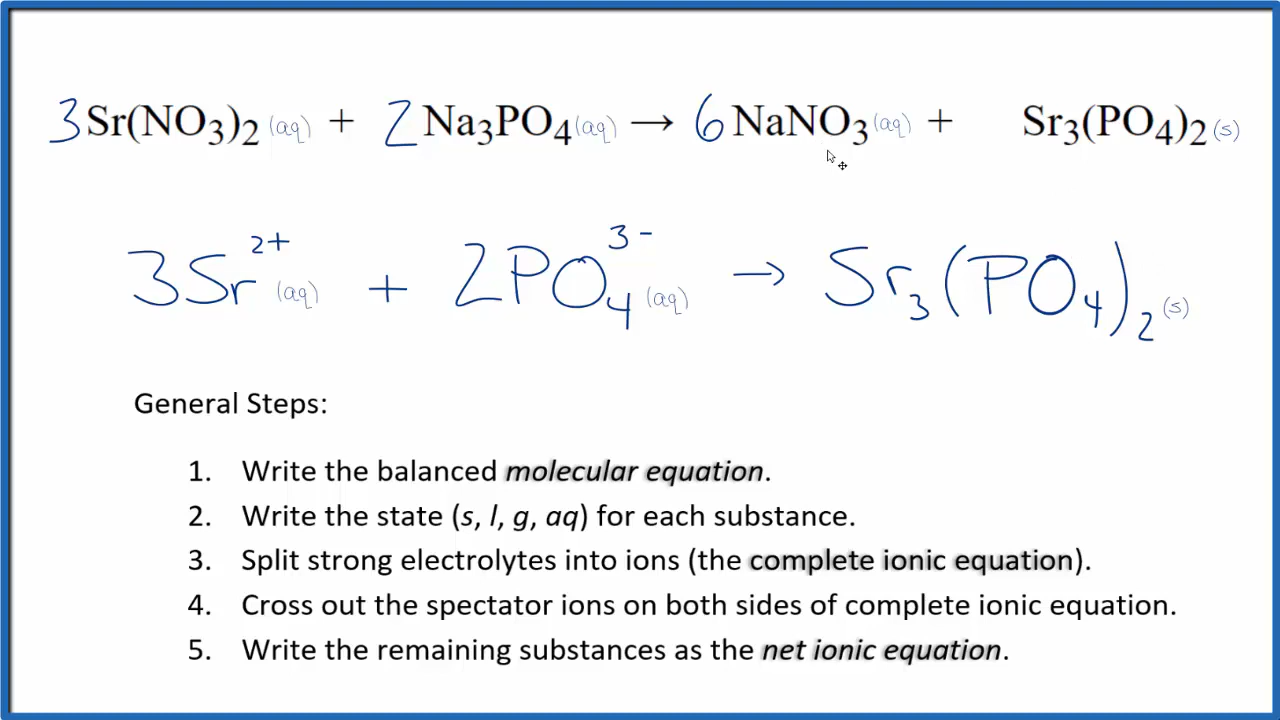 3Sr(NO₃)₂(aq) + 2Na₃PO₄(aq) → 6NaNO₃(aq) + Sr₃(PO₄)₂(s)
3Sr²⁺(aq) + 2PO₄³⁻(aq) → Sr₃(PO₄)₂(s)
General Steps:
1. Write the balanced molecular equation.
2. Write the state (s, l, g, aq) for each substance.
3. Split strong electrolytes into ions (the complete ionic equation).
4. Cross out the spectator ions on both sides of complete ionic equation.
5. Write the remaining substances as the net ionic equation.